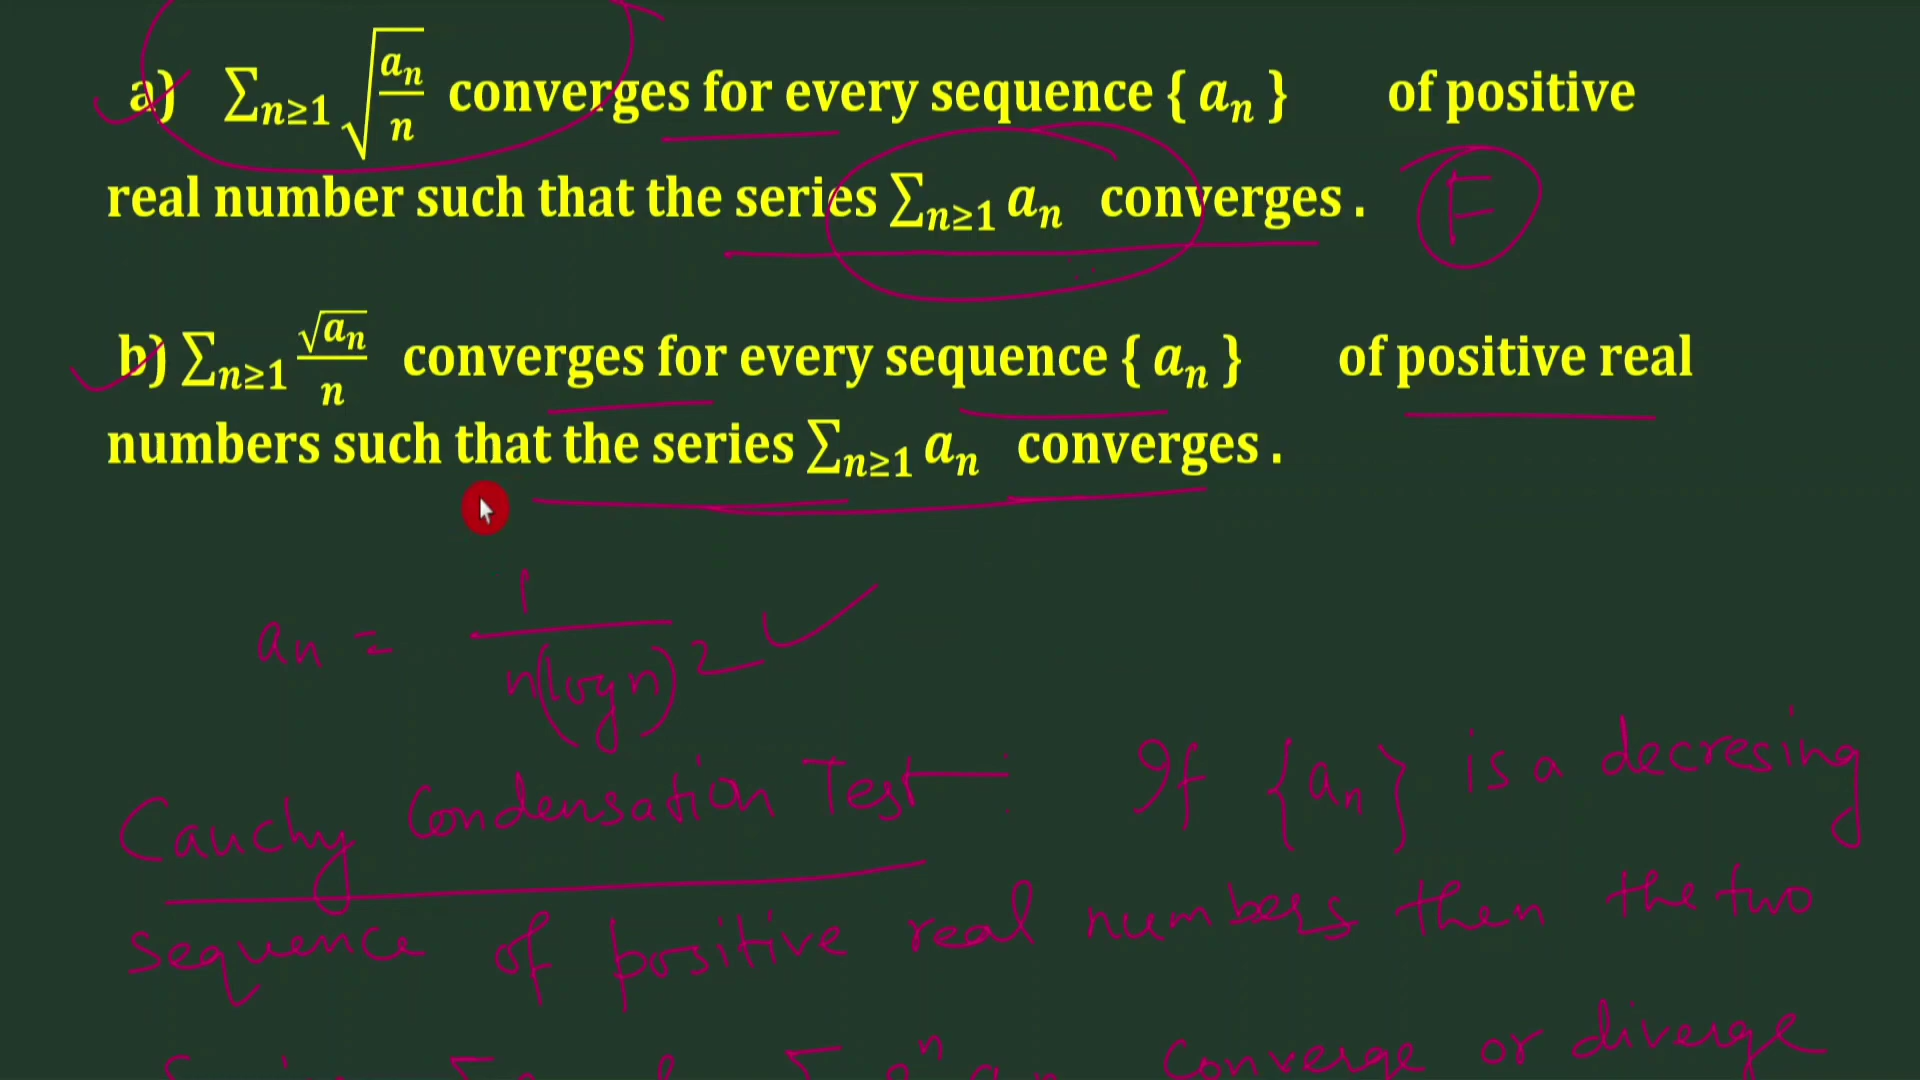 a) ∑n≥1 √(an/n) converges for every sequence { an } of positive
real number such that the series ∑n≥1 an converges . F
b) ∑n≥1 √an/n converges for every sequence { an } of positive real
numbers such that the series ∑n≥1 an converges .
an = 1/n(logn)2
Cauchy Condensation Test—: If {an} is a decresing
sequence of positive real numbers then the two
converge or diverge